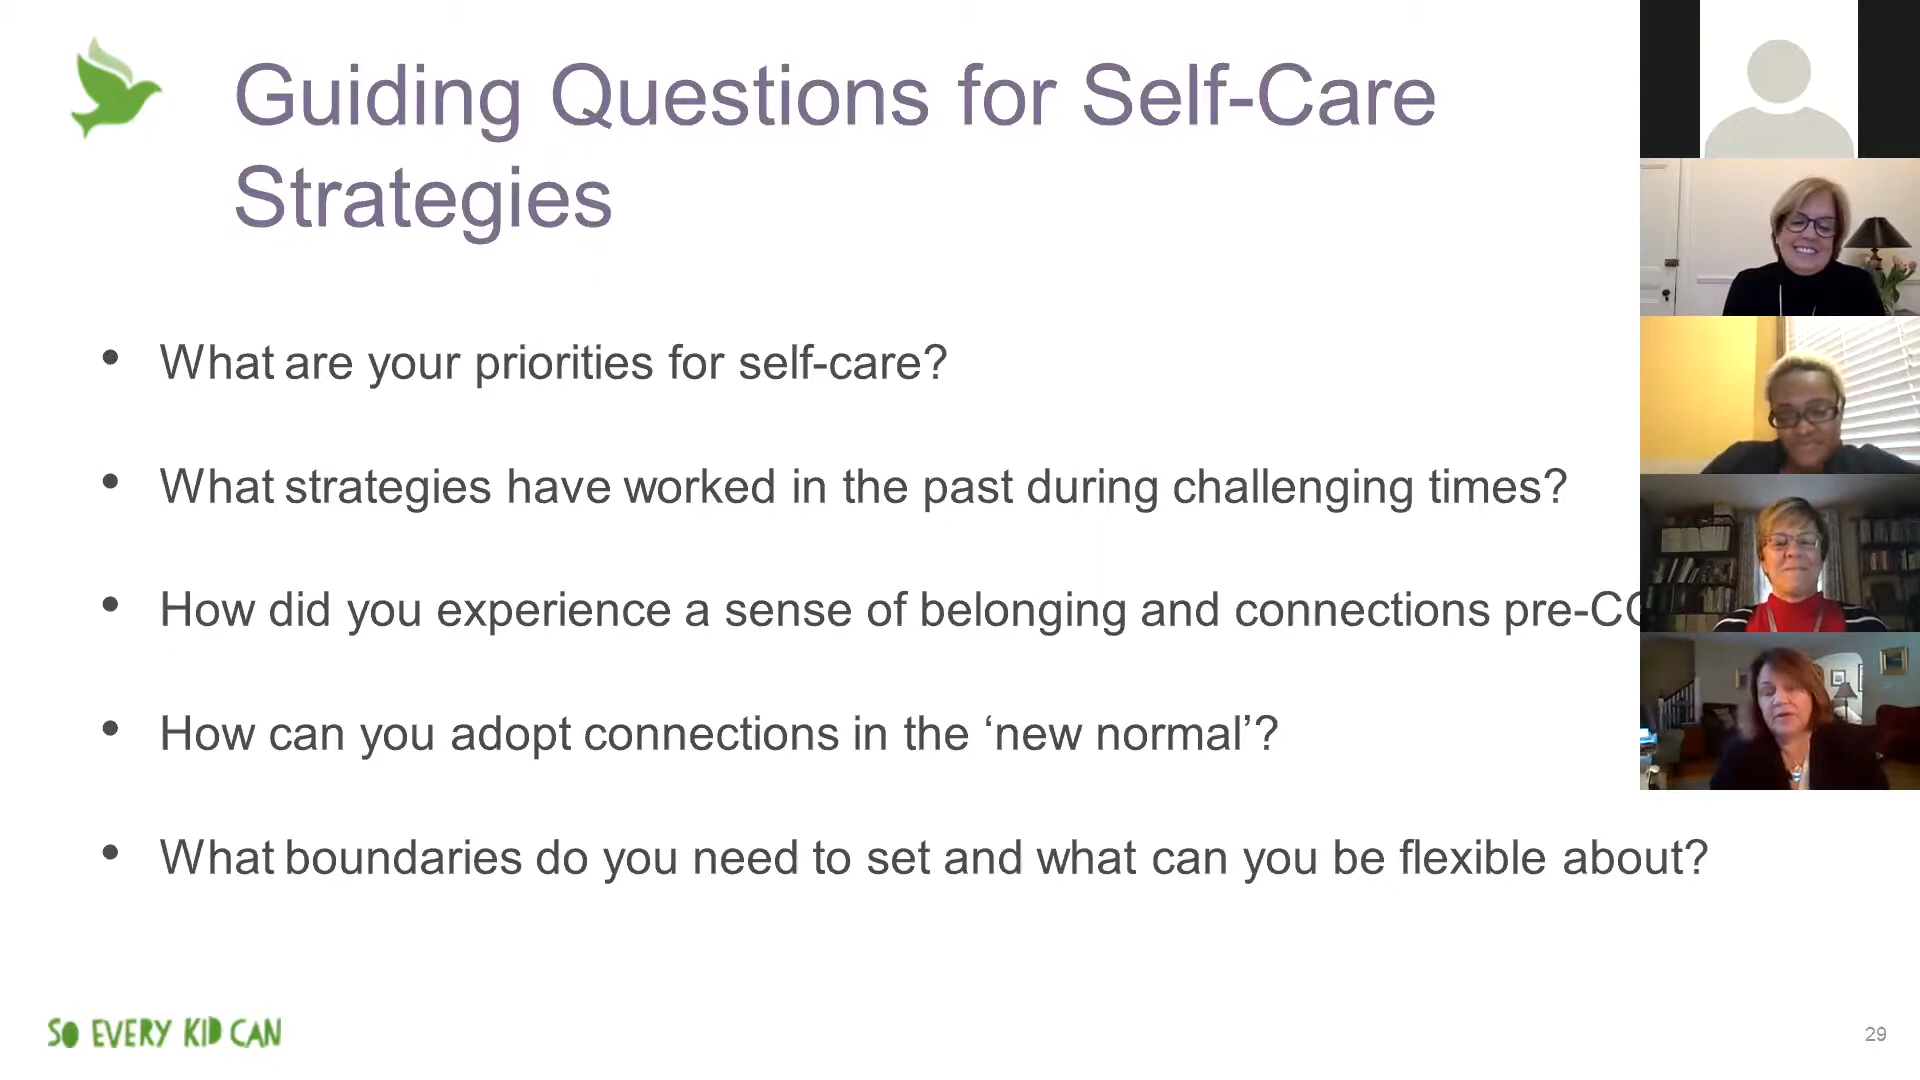 Guiding Questions for Self-Care
Strategies
• What are your priorities for self-care?
• What strategies have worked in the past during challenging times?
• How did you experience a sense of belonging and connections
• How can you adopt connections in the ‘new normal’?
• What boundaries do you need to set and what can you be flexible about?
SO EVERY KID CAN
29